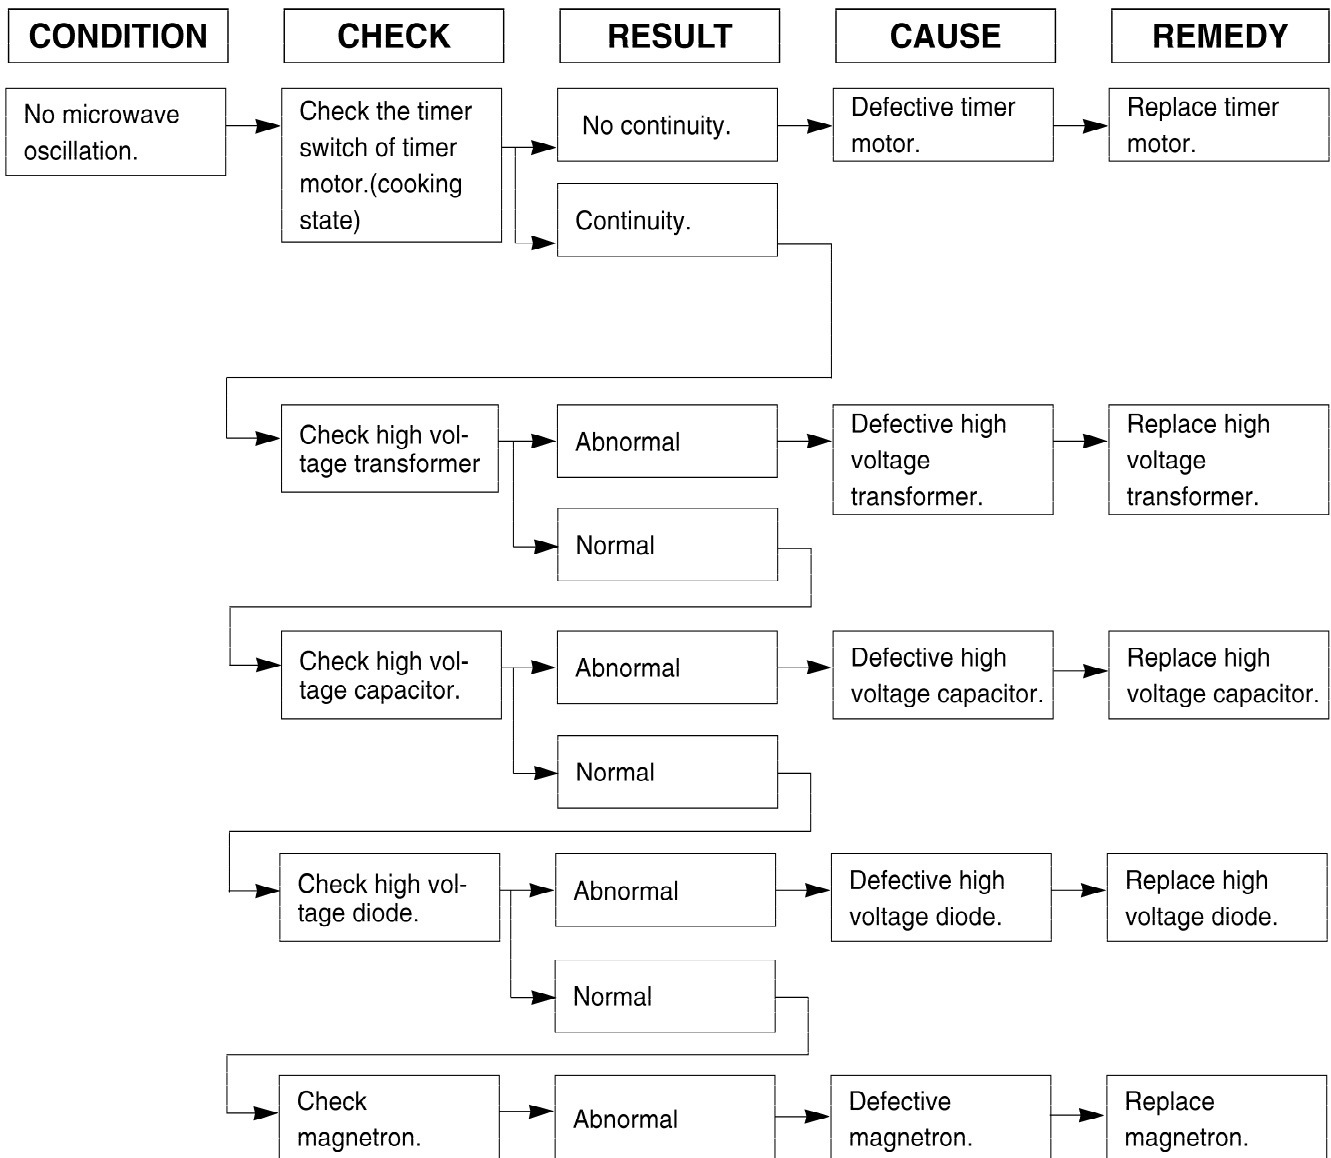 CONDITION
CHECK
RESULT
CAUSE
REMEDY
No microwave
oscillation.
Check the timer
switch of timer
motor.(cooking
state)
No continuity.
Defective timer
motor.
Replace timer
motor.
Continuity.
Check high vol-
tage transformer
Abnormal
Defective high
voltage
transformer.
Replace high
voltage
transformer.
Normal
Check high vol-
tage capacitor.
Abnormal
Defective high
voltage capacitor.
Replace high
voltage capacitor.
Normal
Check high vol-
tage diode.
Abnormal
Defective high
voltage diode.
Replace high
voltage diode.
Normal
Check
magnetron.
Abnormal
Defective
magnetron.
Replace
magnetron.